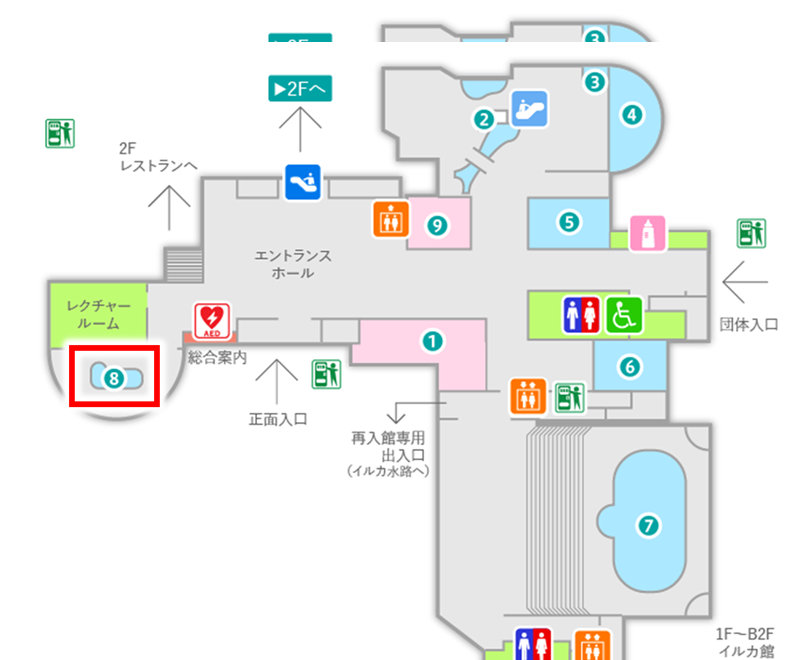 3
▶2Fへ
3
4
2
2F
レストランへ
9
5
エントランス
ホール
レクチャー
ルーム
AED
総合案内
1
団体入口
6
8
正面入口
再入館専用
出入口
(イルカ水路へ)
7
1F〜B2F
イルカ館